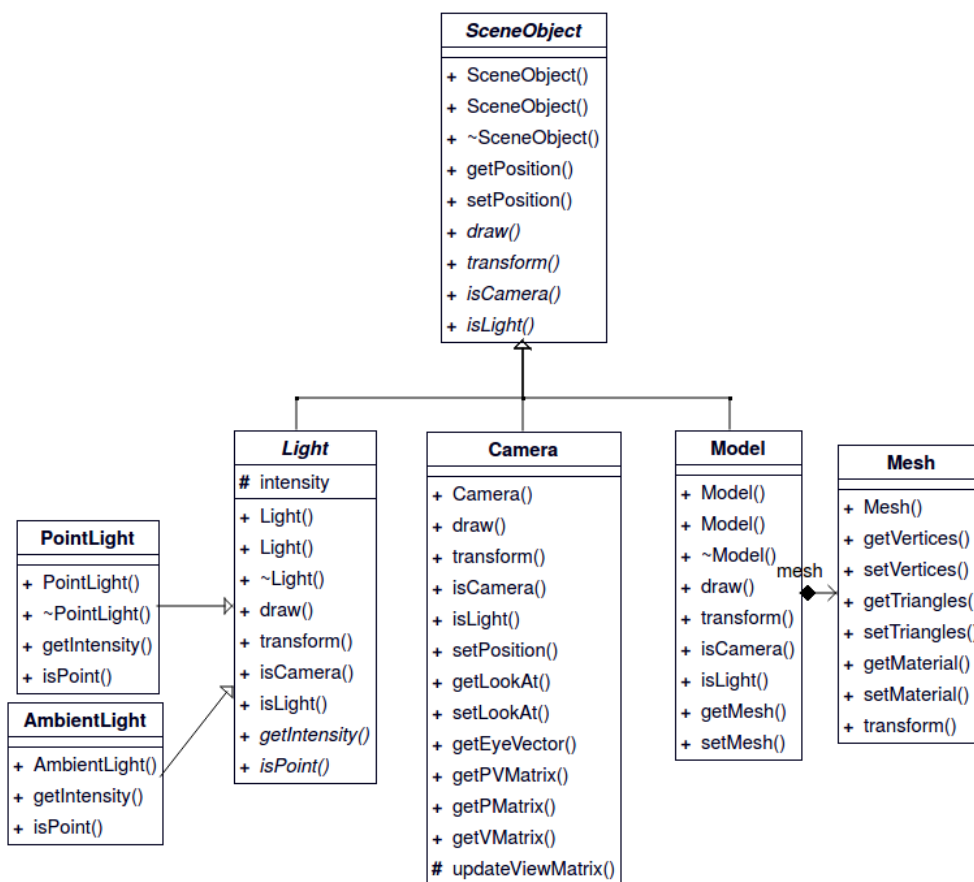 SceneObject
+ SceneObject()
+ SceneObject()
+ ~SceneObject()
+ getPosition()
+ setPosition()
+ draw()
+ transform()
+ isCamera()
+ isLight()
Light
# intensity
+ Light()
+ Light()
+ ~Light()
+ draw()
+ transform()
+ isCamera()
+ isLight()
+ getIntensity()
+ isPoint()
Camera
+ Camera()
+ draw()
+ transform()
+ isCamera()
+ isLight()
+ setPosition()
+ getLookAt()
+ setLookAt()
+ getEyeVector()
+ getPVMatrix()
+ getPMatrix()
+ getVMatrix()
# updateViewMatrix()
Model
+ Model()
+ Model()
+ ~Model()
+ draw()
+ transform()
+ isCamera()
+ isLight()
+ getMesh()
+ setMesh()
mesh
Mesh
+ Mesh()
+ getVertices()
+ setVertices()
+ getTriangles()
+ setTriangles()
+ getMaterial()
+ setMaterial()
+ transform()
PointLight
+ PointLight()
+ ~PointLight()
+ getIntensity()
+ isPoint()
AmbientLight
+ AmbientLight()
+ getIntensity()
+ isPoint()